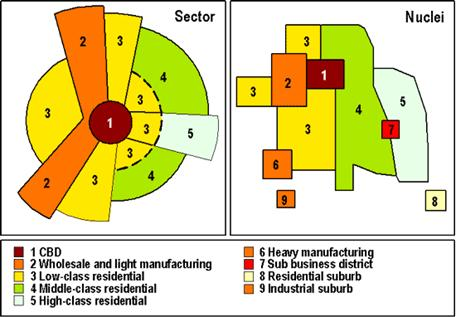 Sector
2
3
4
3
3
1
3
5
3
4
2
3
Nuclei
3
1
2
3
5
3
4
7
6
9
8
1 CBD
2 Wholesale and light manufacturing
3 Low-class residential
4 Middle-class residential
5 High-class residential
6 Heavy manufacturing
7 Sub business district
8 Residential suburb
9 Industrial suburb